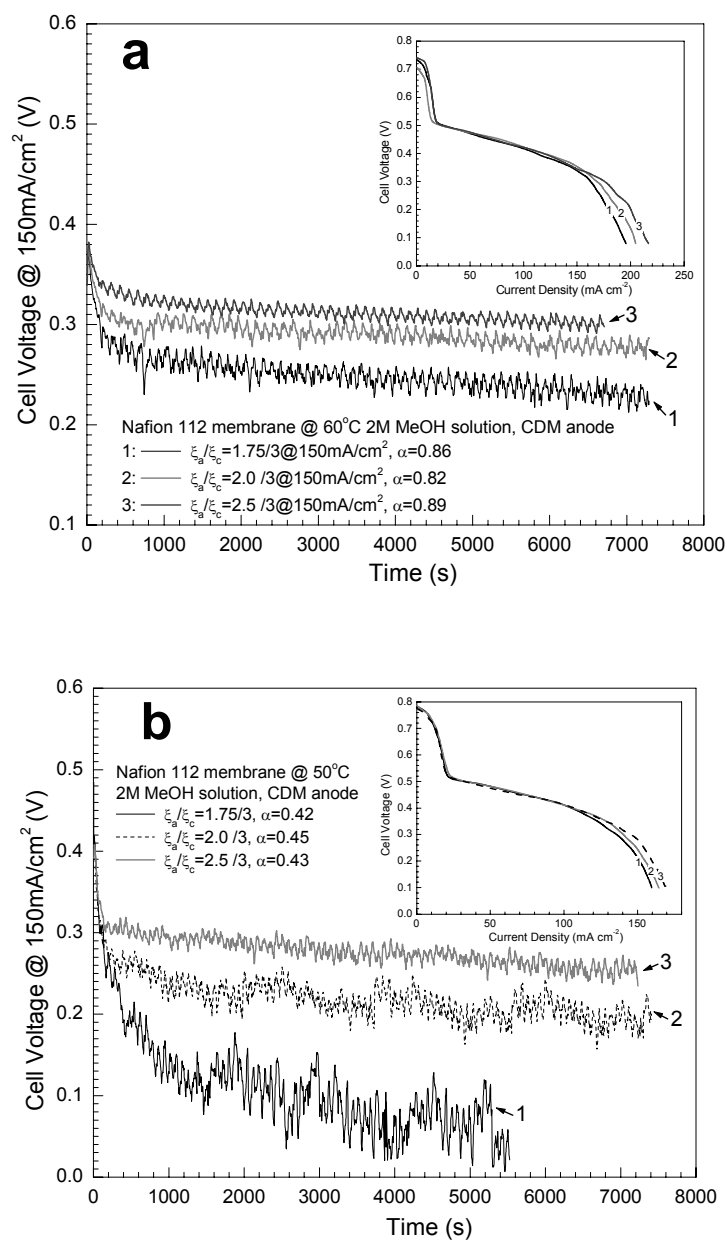 a
Cell Voltage @ 150mA/cm² (V)
0.6
0.5
0.4
0.3
0.2
0.1
0 1000 2000 3000 4000 5000 6000 7000 8000
Time (s)
Cell Voltage (V)
0.8
0.7
0.6
0.5
0.4
0.3
0.2
0.1
0.0
0 50 100 150 200 250
Current Density (mA cm⁻²)
1 2 3
3
2
1
Nafion 112 membrane @ 60°C 2M MeOH solution, CDM anode
1: ξa/ξc=1.75/3@150mA/cm², α=0.86
2: ξa/ξc=2.0 /3@150mA/cm², α=0.82
3: ξa/ξc=2.5 /3@150mA/cm², α=0.89
b
Cell Voltage @ 150mA/cm² (V)
0.6
0.5
0.4
0.3
0.2
0.1
0.0
0 1000 2000 3000 4000 5000 6000 7000 8000
Time (s)
Nafion 112 membrane @ 50°C
2M MeOH solution, CDM anode
ξa/ξc=1.75/3, α=0.42
ξa/ξc=2.0 /3, α=0.45
ξa/ξc=2.5 /3, α=0.43
Cell Voltage (V)
0.8
0.7
0.6
0.5
0.4
0.3
0.2
0.1
0.0
0 50 100 150
Current Density (mA cm⁻²)
1 2 3
3
2
1